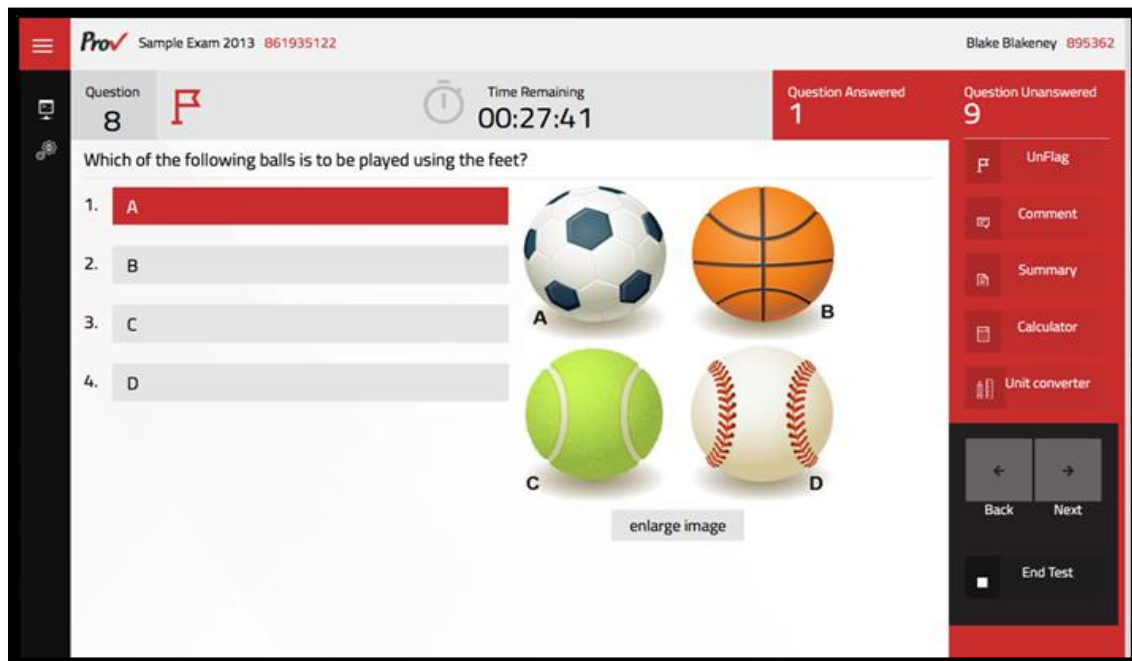 Prov Sample Exam 2013 861935122
Blake Blakeney 895362
Question
8
Time Remaining
00:27:41
Question Answered
1
Question Unanswered
9
Which of the following balls is to be played using the feet?
1. A
2. B
3. C
4. D
A
B
C
D
enlarge image
UnFlag
Comment
Summary
Calculator
Unit converter
Back Next
End Test